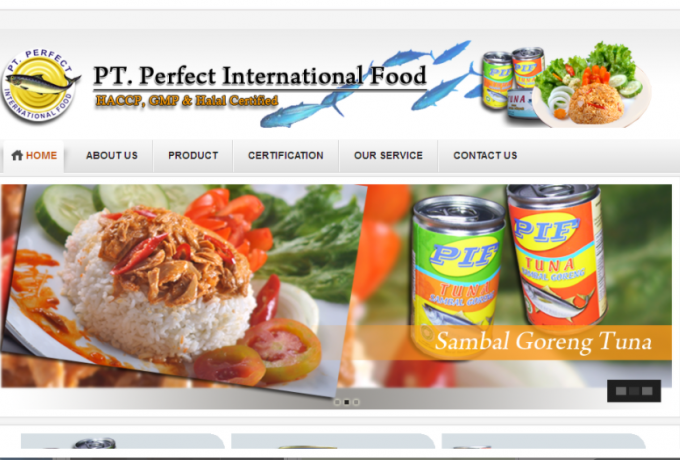 PT. PERFECT
INTERNATIONAL FOOD
PT. Perfect International Food
HACCP, GMP & Halal Certified
PIF
PIF
TUNA
HOME
ABOUT US
PRODUCT
CERTIFICATION
OUR SERVICE
CONTACT US
PIF
TUNA
SAMBAL GORENG
PIF
TUNA
SAMBAL GORENG
Sambal Goreng Tuna